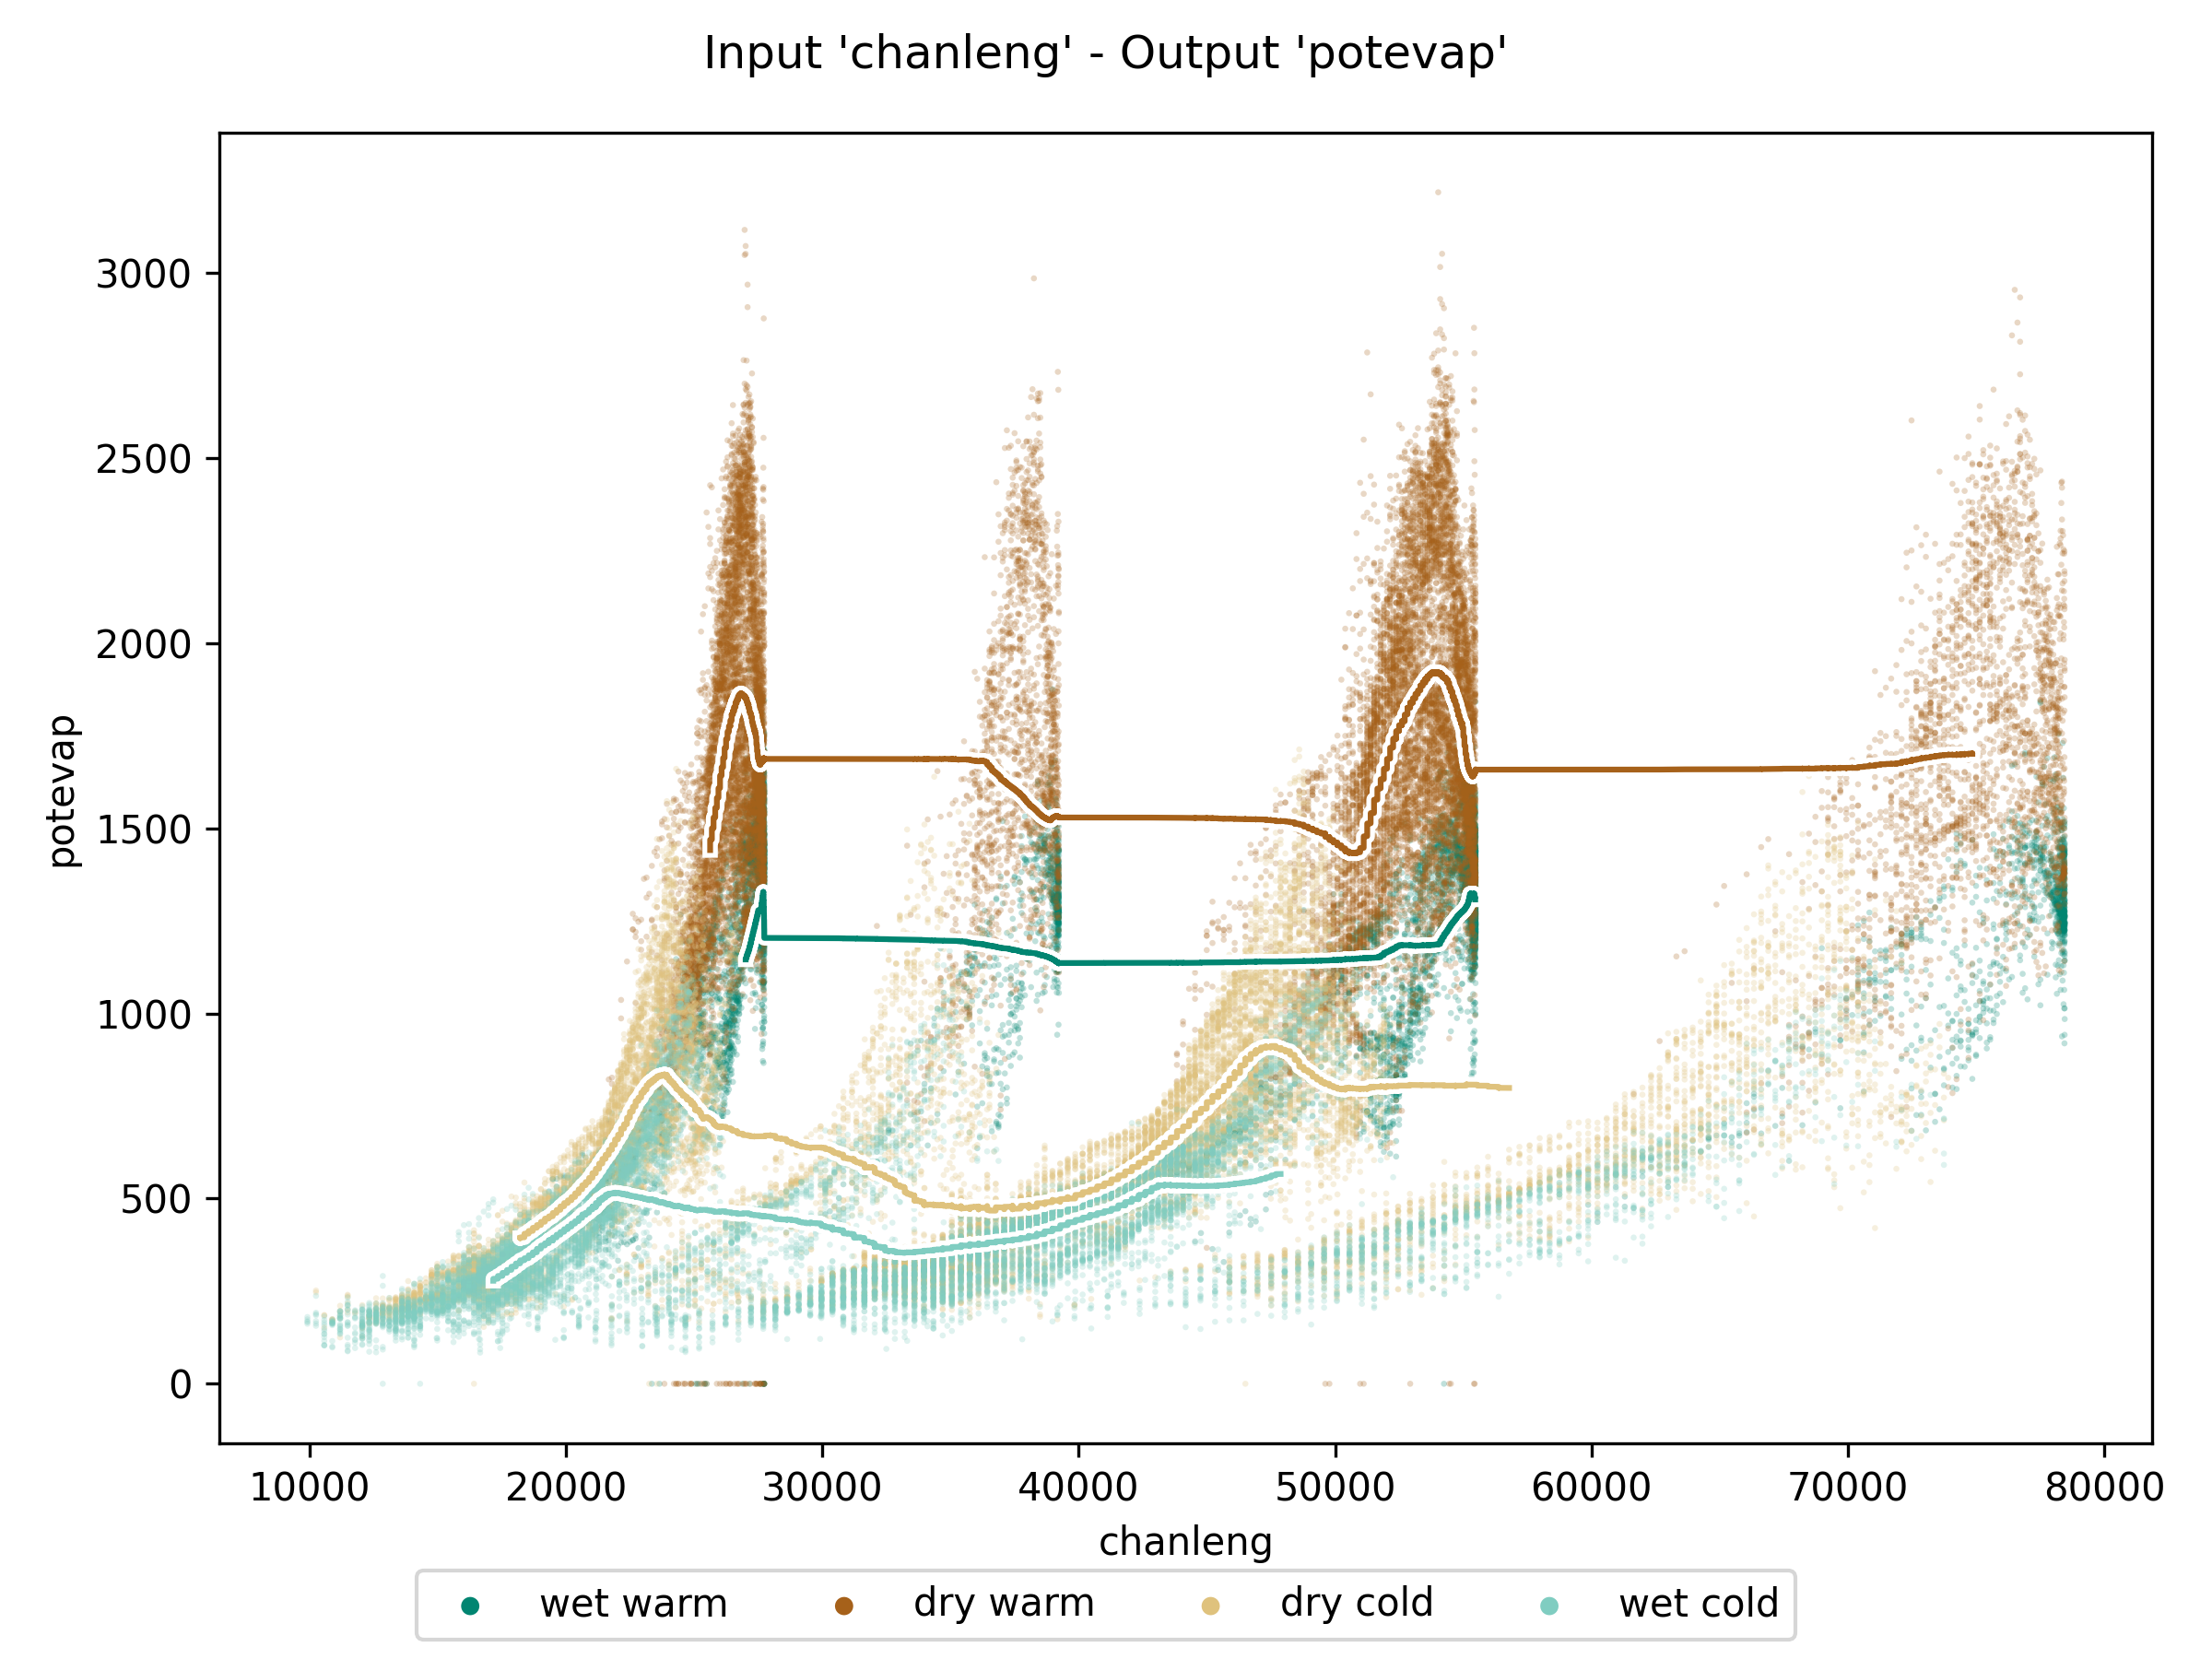 Input 'chanleng' - Output 'potevap'
potevap
3000
2500
2000
1500
1000
500
0
10000 20000 30000 40000 50000 60000 70000 80000
chanleng
wet warm dry warm dry cold wet cold